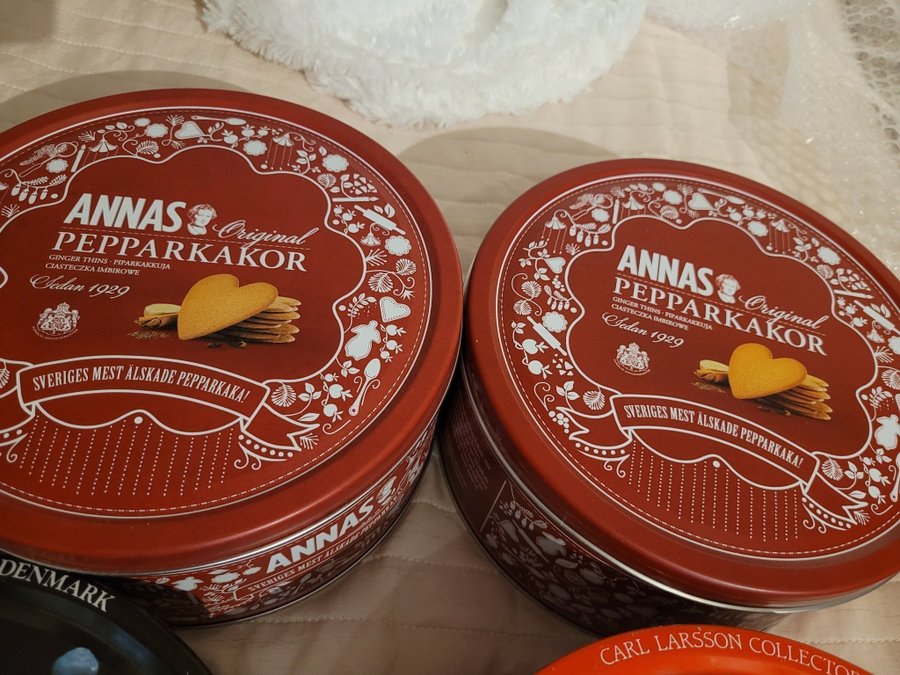 ANNAS Original
PEPPARKAKOR
GINGER THINS · PIPARKAKKUJA
CIASTECZKA IMBIROWE
Sedan 1929
SVERIGES MEST ÄLSKADE PEPPARKAKA!
ANNAS
SVERIGES MEST ÄLSKADE PEPPARKAKA
ANNAS Original
PEPPARKAKOR
GINGER THINS · PIPARKAKKUJA
CIASTECZKA IMBIROWE
Sedan 1929
SVERIGES MEST ÄLSKADE PEPPARKAKA!
DENMARK
CARL LARSSON COLLECTO